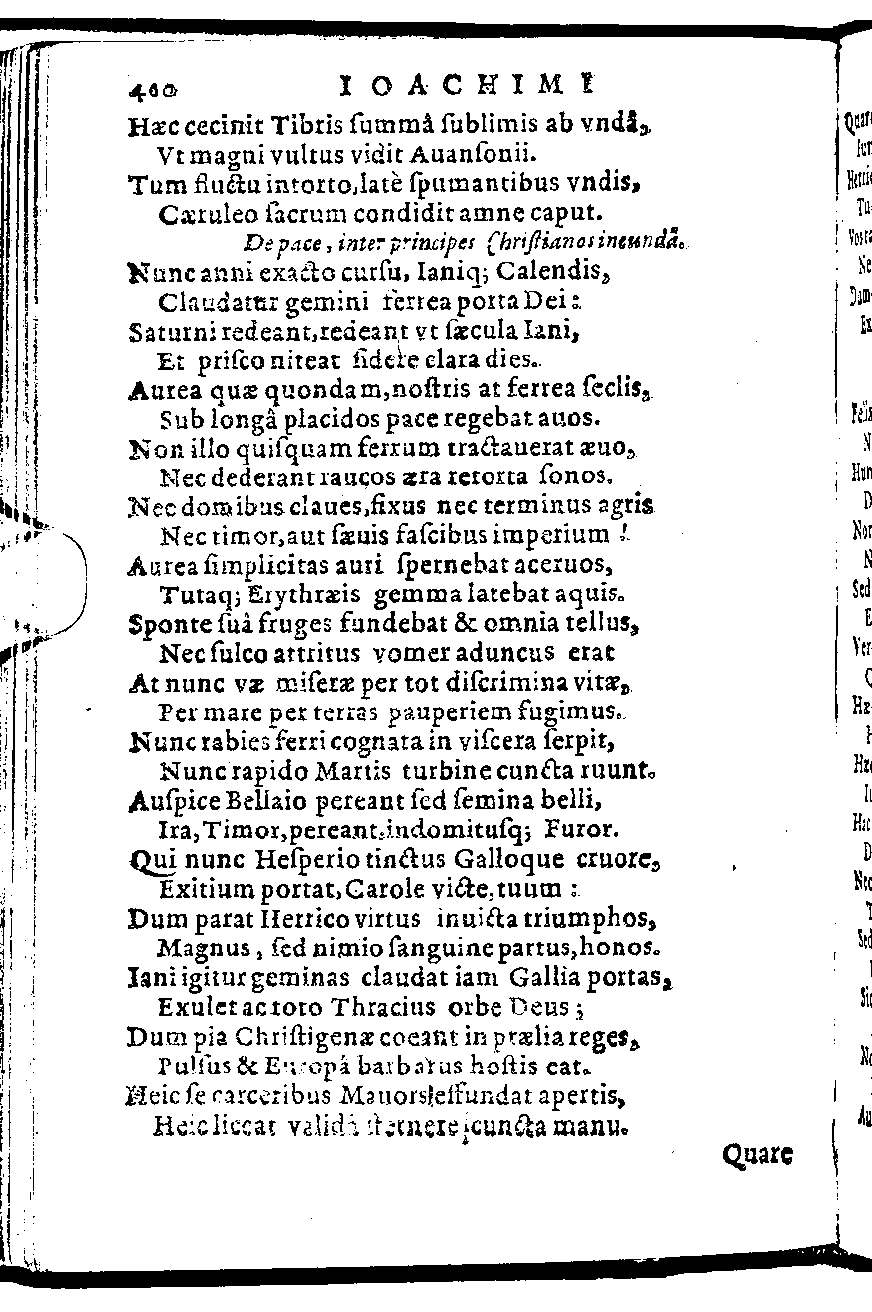 460 IOACHIMI
Hæc cecinit Tibris ſummâ ſublimis ab vndâ,
Vt magni vultus vidit Auanſonii.
Tum fluctu intorto, latè ſpumantibus vndis,
Cæruleo ſacrum condidit amne caput.
De pace, inter principes Chriſtianos ineundâ.
Nunc anni exacto curſu, Ianiq; Calendis,
Claudatur gemini ferrea porta Dei:
Saturni redeant, redeant vt ſæcula Iani,
Et priſco niteat ſidere clara dies.
Aurea quæ quondam, noſtris at ferrea ſeclis,
Sub longâ placidos pace regebat auos.
Non illo quiſquam ferrum tractauerat æuo,
Nec dederant raucos æra retorta ſonos.
Nec domibus claues, fixus nec terminus agris
Nec timor, aut ſæuis faſcibus imperium!
Aurea ſimplicitas auri ſpernebat aceruos,
Tutaq; Erythræis gemma latebat aquis.
Sponte ſuâ fruges fundebat & omnia tellus,
Nec ſulco attritus vomer aduncus erat
At nunc væ miſeræ per tot diſcrimina vitæ,
Per mare per terras pauperiem fugimus.
Nunc rabies ferri cognata in viſcera ſerpit,
Nunc rapido Martis turbine cuncta ruunt.
Auſpice Bellaio pereant ſed ſemina belli,
Ira, Timor, pereant, indomituſq; Furor.
Qui nunc Heſperio tinctus Galloque cruore,
Exitium portat, Carole victe, tuum:
Dum parat Herrico virtus inuicta triumphos,
Magnus, ſed nimio ſanguine partus, honos.
Iani igitur geminas claudat iam Gallia portas,
Exulet ac toto Thracius orbe Deus;
Dum pia Chriſtigenæ coeant in prælia reges,
Pulſus & Europâ barbarus hoſtis eat.
Heic ſe carceribus Mauors effundat apertis,
Heic liceat validâ ſternere cuncta manu.
Quare